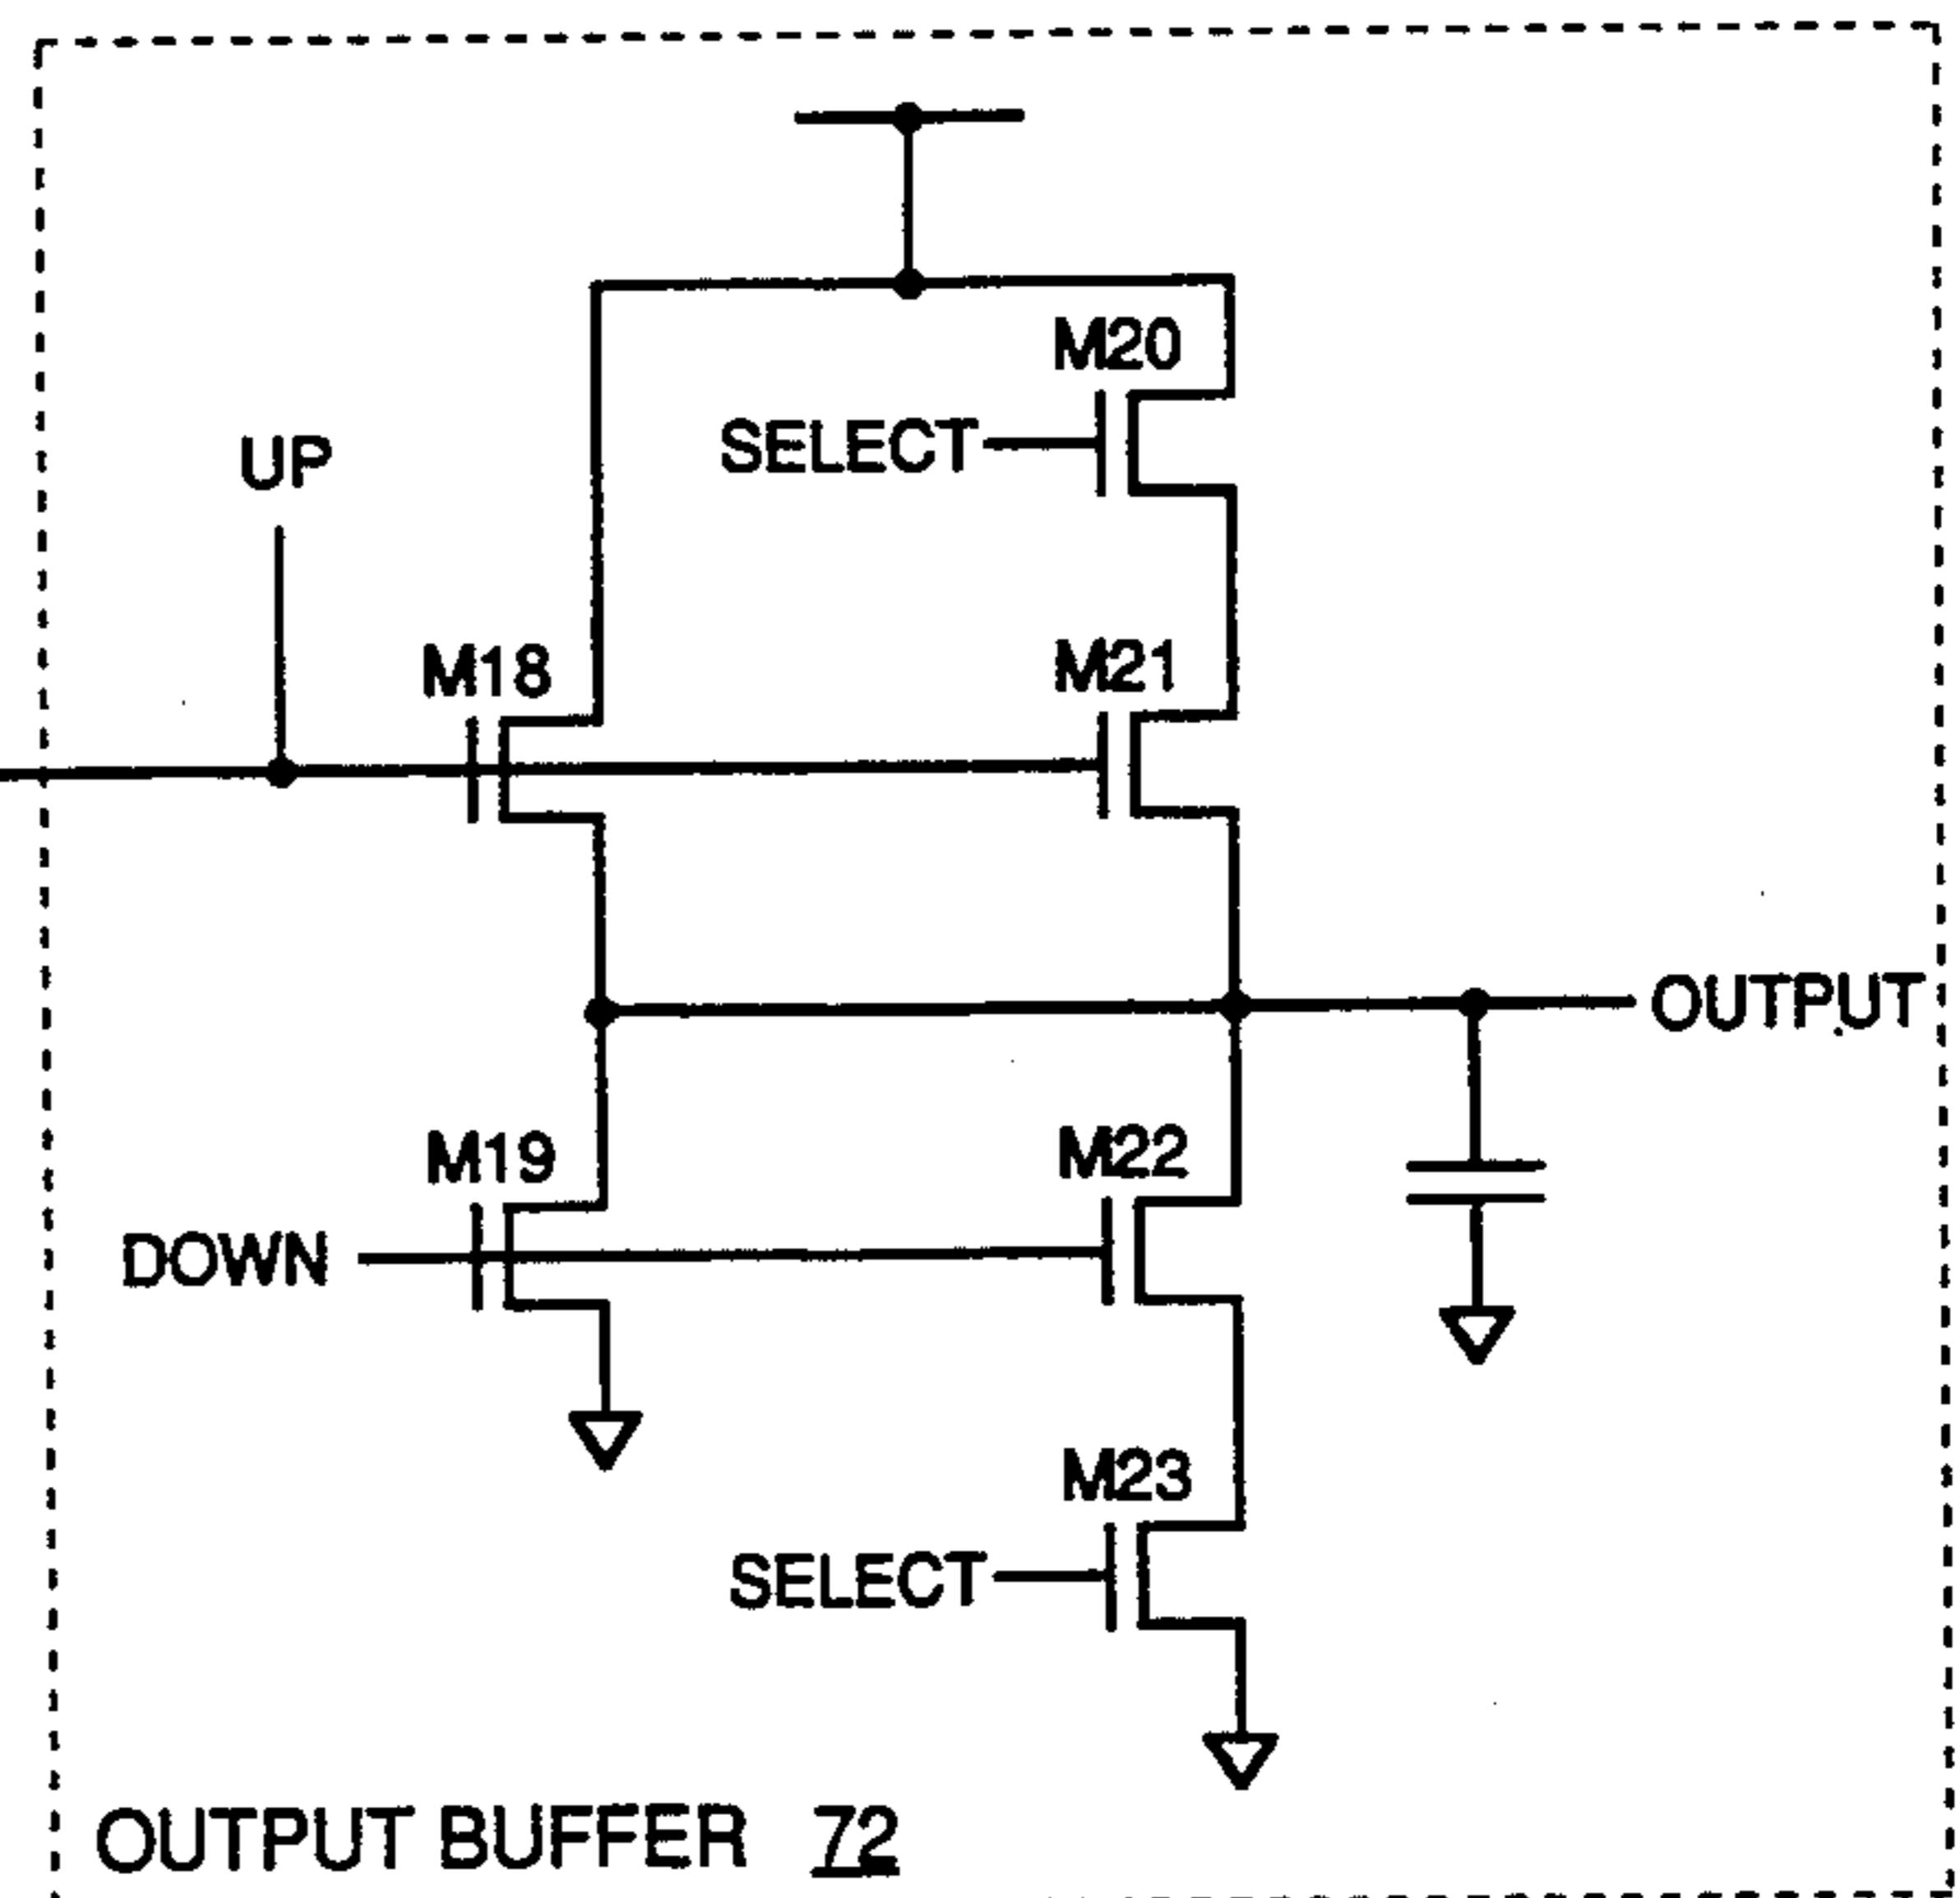 M20
SELECT
UP
M18
M21
OUTPUT
M19
M22
DOWN
M23
SELECT
OUTPUT BUFFER 72